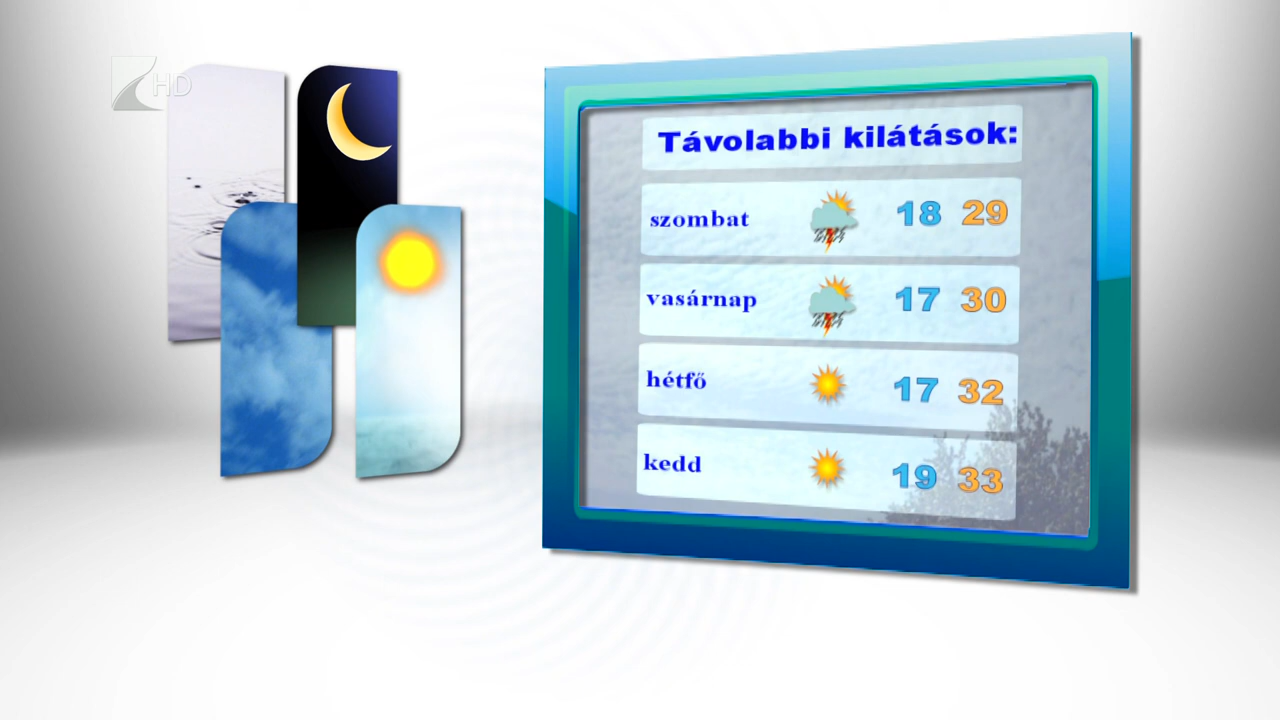 HD
Távolabbi kilátások:
szombat 18 29
vasárnap 17 30
hétfő 17 32
kedd 19 33